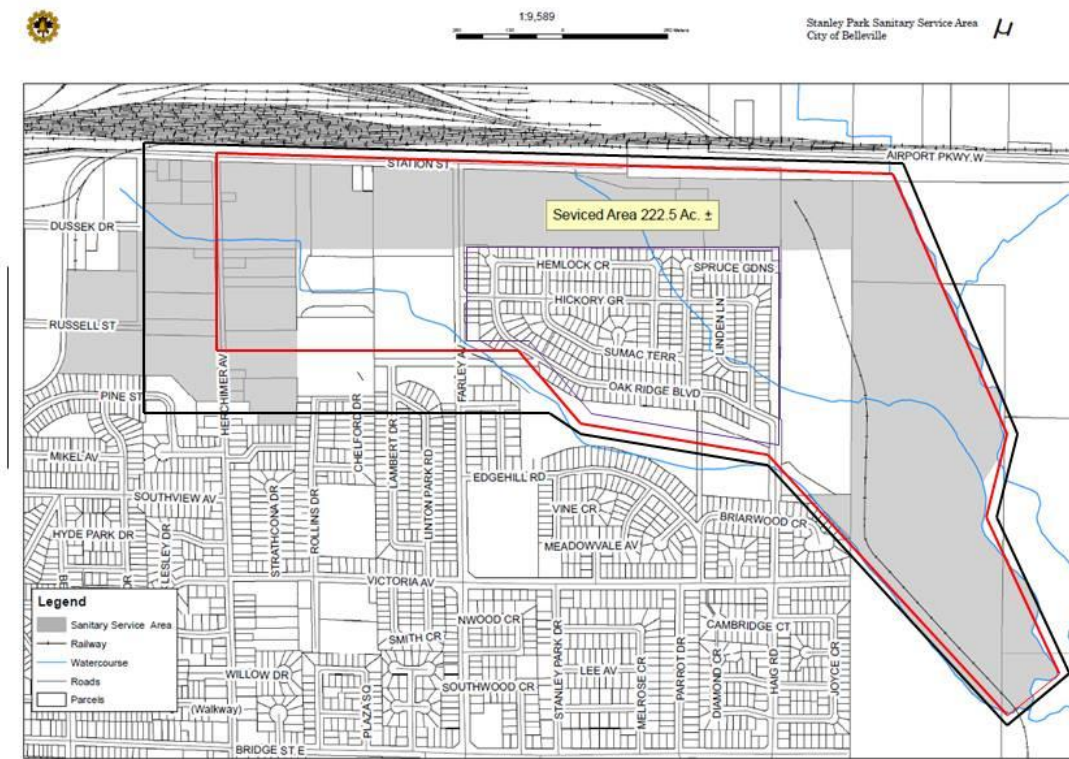 1:9,589
Stanley Park Sanitary Service Area
City of Belleville
STATION ST
AIRPORT PKWY W
Seviced Area 222.5 Ac. ±
DUSSEK DR
HEMLOCK CR
SPRUCE GDNS
HICKORY GR
LINDEN LN
RUSSELL ST
SUMAC TERR
HERCHIMER AV
FARLEY AV
OAK RIDGE BLVD
PINE ST
CHELFORD DR
LAMBERT DR
LINTON PARK RD
MIKEL AV
EDGEHILL RD
SOUTHVIEW AV
STRATHCONA DR
ROLLINS DR
VINE CR
BRIARWOOD CR
HYDE PARK DR
LESLEY DR
MEADOWVALE AV
VICTORIA AV
Legend
Sanitary Service Area
Railway
Watercourse
Roads
Parcels
SMITH CR
NWOOD CR
CAMBRIDGE CT
WILLOW DR
PLAZA SQ
SOUTHWOOD CR
STANLEY PARK DR
LEE AV
MELROSE CR
PARROT DR
DIAMOND CR
HAIG RD
JOYCE CR
(Walkway)
BRIDGE ST E